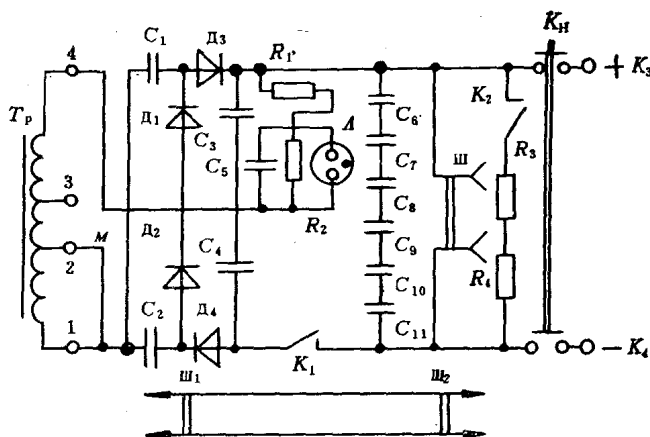 C₁ Д₃ R₁ Kн
4 + K₃
K₂
Tр Д₁ C₃ C₅ Л C₆
R₃
C₇ Ш
3 C₈
м Д₂ R₂
2 C₄ C₉
R₄
C₁₀
C₂ Д₄
1 C₁₁
K₁ — K₄
Ш₁ Ш₂